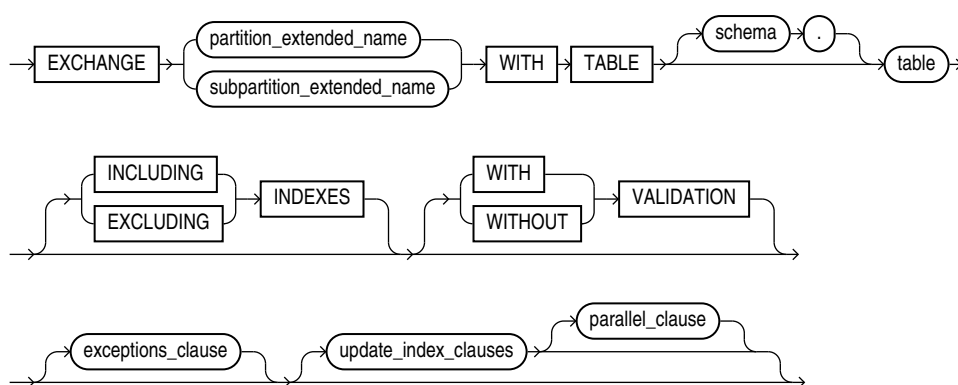 partition_extended_name
schema .
EXCHANGE WITH TABLE table
subpartition_extended_name
INCLUDING WITH
INDEXES VALIDATION
EXCLUDING WITHOUT
parallel_clause
exceptions_clause update_index_clauses